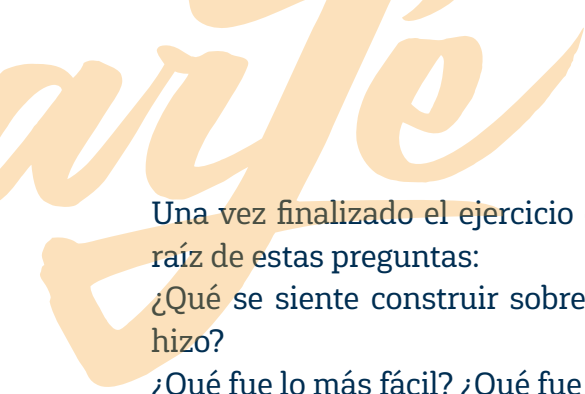 arTé
Una vez finalizado el ejercicio
raíz de estas preguntas:
¿Qué se siente construir sobre
hizo?
¿Qué fue lo más fácil? ¿Qué fue